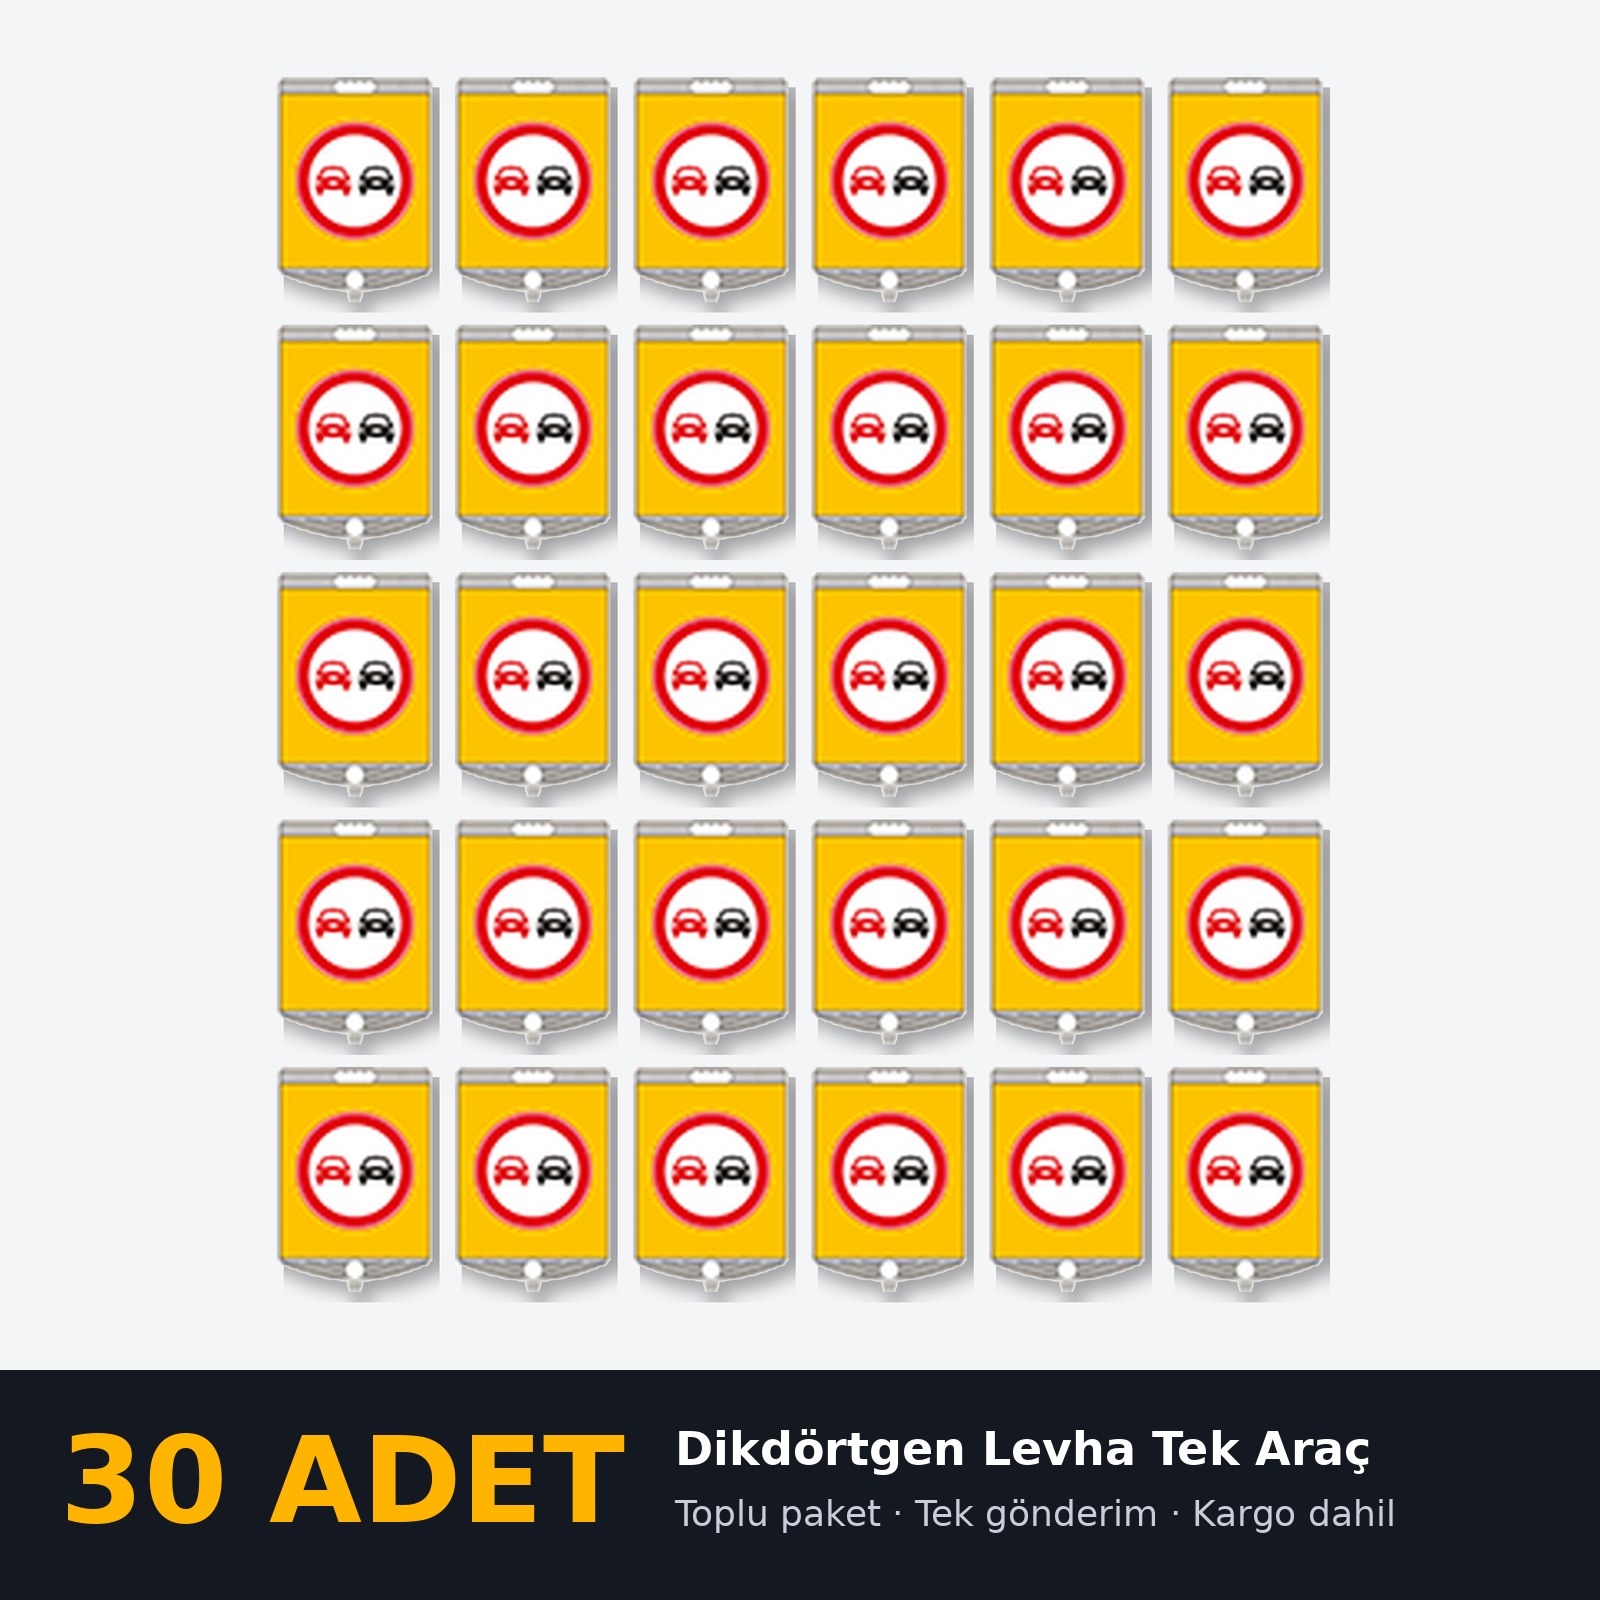 30 ADET
Dikdörtgen Levha Tek Araç
Toplu paket · Tek gönderim · Kargo dahil